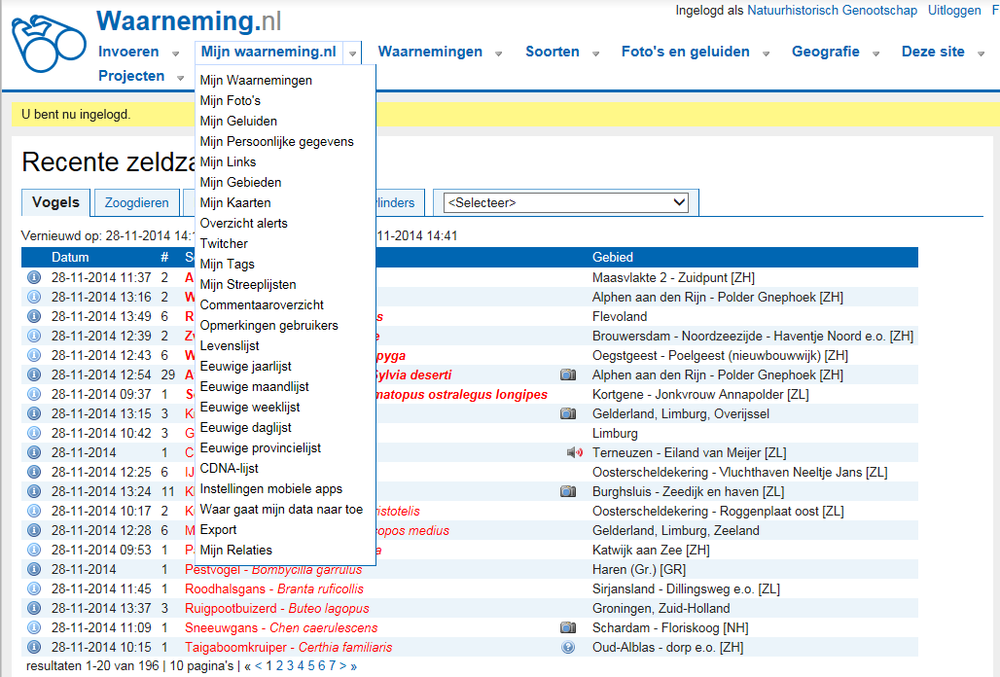 Ingelogd als Natuurhistorisch Genootschap Uitloggen F
Waarneming.nl
Invoeren Mijn waarneming.nl Waarnemingen Soorten Foto's en geluiden Geografie Deze site
Projecten
Mijn Waarnemingen
Mijn Foto's
Mijn Geluiden
Mijn Persoonlijke gegevens
Mijn Links
Mijn Gebieden
Mijn Kaarten
Overzicht alerts
Twitcher
Mijn Tags
Mijn Streeplijsten
Commentaaroverzicht
Opmerkingen gebruikers
Levenslijst
Eeuwige jaarlijst
Eeuwige maandlijst
Eeuwige weeklijst
Eeuwige daglijst
Eeuwige provincielijst
CDNA-lijst
Instellingen mobiele apps
Waar gaat mijn data naar toe
Export
Mijn Relaties
U bent nu ingelogd.
Recente zeldza
Vogels Zoogdieren linders <Selecteer>
Vernieuwd op: 28-11-2014 14:1 11-2014 14:41
Datum # S Gebied
28-11-2014 11:37 2 A Maasvlakte 2 - Zuidpunt [ZH]
28-11-2014 13:16 2 W Alphen aan den Rijn - Polder Gnephoek [ZH]
28-11-2014 13:49 6 R s Flevoland
28-11-2014 12:39 2 Zw e Brouwersdam - Noordzeezijde - Haventje Noord e.o. [ZH]
28-11-2014 12:43 6 W pyga Oegstgeest - Poelgeest (nieuwbouwwijk) [ZH]
28-11-2014 12:54 29 A Sylvia deserti Alphen aan den Rijn - Polder Gnephoek [ZH]
28-11-2014 09:37 1 S matopus ostralegus longipes Kortgene - Jonkvrouw Annapolder [ZL]
28-11-2014 13:15 3 K Gelderland, Limburg, Overijssel
28-11-2014 10:42 3 G Limburg
28-11-2014 1 C Terneuzen - Eiland van Meijer [ZL]
28-11-2014 12:25 6 IJ Oosterscheldekering - Vluchthaven Neeltje Jans [ZL]
28-11-2014 13:24 11 K Burghsluis - Zeedijk en haven [ZL]
28-11-2014 10:17 2 K ristotelis Oosterscheldekering - Roggenplaat oost [ZL]
28-11-2014 12:28 6 M copos medius Gelderland, Limburg, Zeeland
28-11-2014 09:53 1 P a Katwijk aan Zee [ZH]
28-11-2014 1 Pestvogel - Bombycilla garrulus Haren (Gr.) [GR]
28-11-2014 11:45 1 Roodhalsgans - Branta ruficollis Sirjansland - Dillingsweg e.o. [ZL]
28-11-2014 13:37 3 Ruigpootbuizerd - Buteo lagopus Groningen, Zuid-Holland
28-11-2014 11:09 1 Sneeuwgans - Chen caerulescens Schardam - Floriskoog [NH]
28-11-2014 10:15 1 Taigaboomkruiper - Certhia familiaris Oud-Alblas - dorp e.o. [ZH]
resultaten 1-20 van 196 | 10 pagina's | « < 1 2 3 4 5 6 7 > »